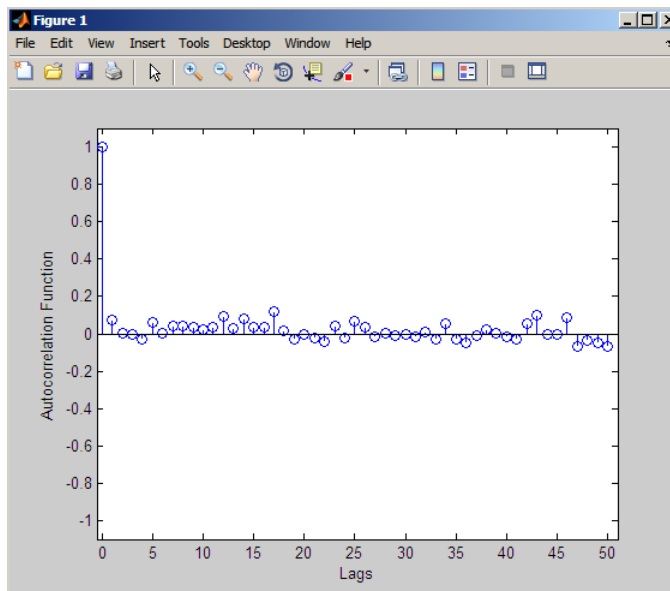 Figure 1
File Edit View Insert Tools Desktop Window Help
1
0.8
0.6
0.4
0.2
0
-0.2
-0.4
-0.6
-0.8
-1
Autocorrelation Function
0 5 10 15 20 25 30 35 40 45 50
Lags